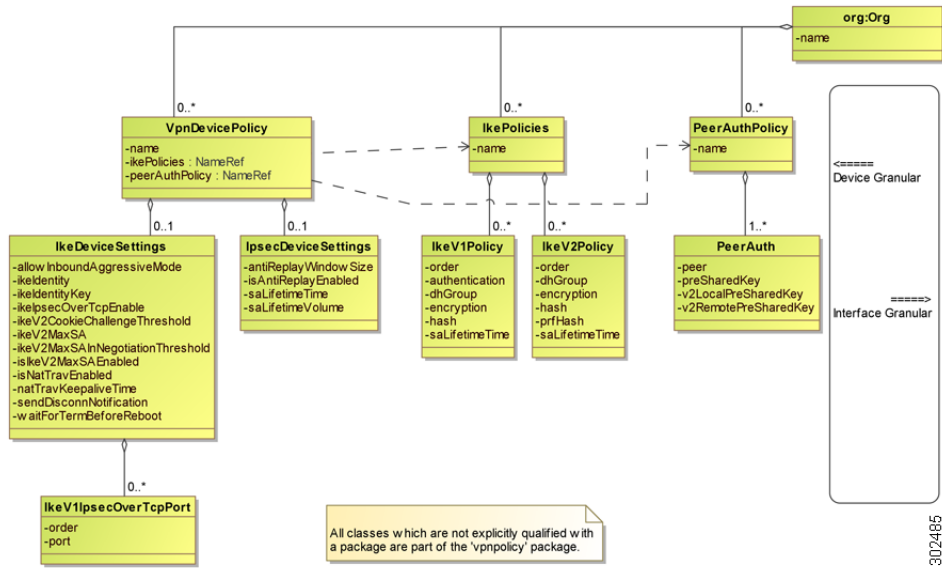 org:Org
-name
0..*
0..*
0..*
VpnDevicePolicy
-name
-ikePolicies : NameRef
-peerAuthPolicy : NameRef
IkePolicies
-name
PeerAuthPolicy
-name
<=====
Device Granular
0..1
0..1
0..*
0..*
1..*
IkeDeviceSettings
-allowInboundAggressiveMode
-ikeIdentity
-ikeIdentityKey
-ikeIpsecOverTcpEnable
-ikeV2CookieChallengeThreshold
-ikeV2MaxSA
-ikeV2MaxSAInNegotiationThreshold
-isIkeV2MaxSAEnabled
-isNatTravEnabled
-natTravKeepaliveTime
-sendDisconnNotification
-waitForTermBeforeReboot
IpsecDeviceSettings
-antiReplayWindowSize
-isAntiReplayEnabled
-saLifetimeTime
-saLifetimeVolume
IkeV1Policy
-order
-authentication
-dhGroup
-encryption
-hash
-saLifetimeTime
IkeV2Policy
-order
-dhGroup
-encryption
-hash
-prfHash
-saLifetimeTime
PeerAuth
-peer
-preSharedKey
-v2LocalPreSharedKey
-v2RemotePreSharedKey
=====>
Interface Granular
0..*
IkeV1IpsecOverTcpPort
-order
-port
All classes which are not explicitly qualified with
a package are part of the 'vpnpolicy' package.
302485